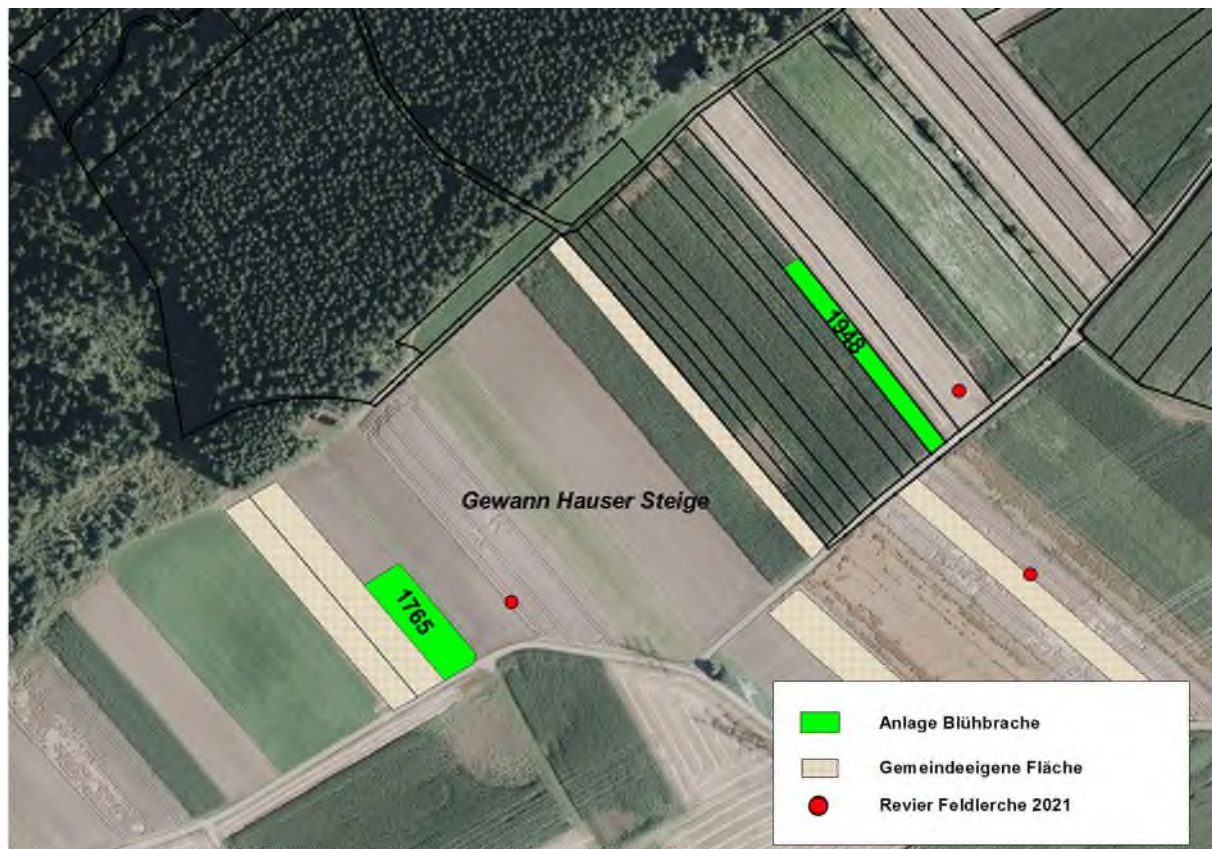 1948
Gewann Hauser Steige
1765
Anlage Blühbrache
Gemeindeeigene Fläche
Revier Feldlerche 2021